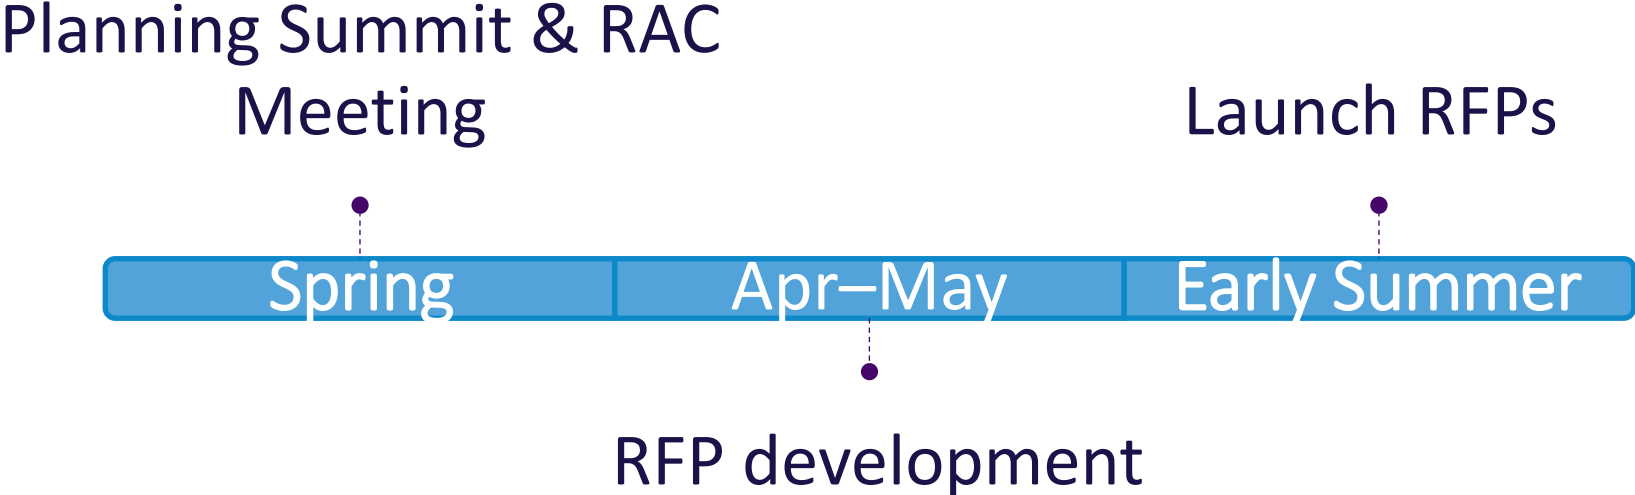 Planning Summit & RAC
Meeting
Launch RFPs
Spring
Apr–May
Early Summer
RFP development